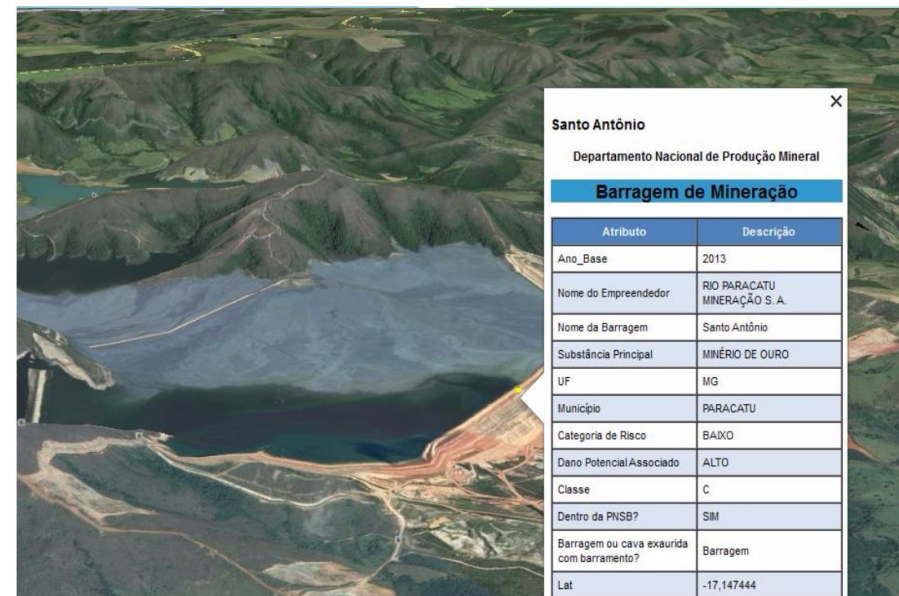 Santo Antônio
Departamento Nacional de Produção Mineral
Barragem de Mineração
Atributo Descrição
Ano_Base 2013
Nome do Empreendedor RIO PARACATU
MINERAÇÃO S. A.
Nome da Barragem Santo Antônio
Substância Principal MINÉRIO DE OURO
UF MG
Município PARACATU
Categoria de Risco BAIXO
Dano Potencial Associado ALTO
Classe C
Dentro da PNSB? SIM
Barragem ou cava exaurida
com barramento? Barragem
Lat -17,147444